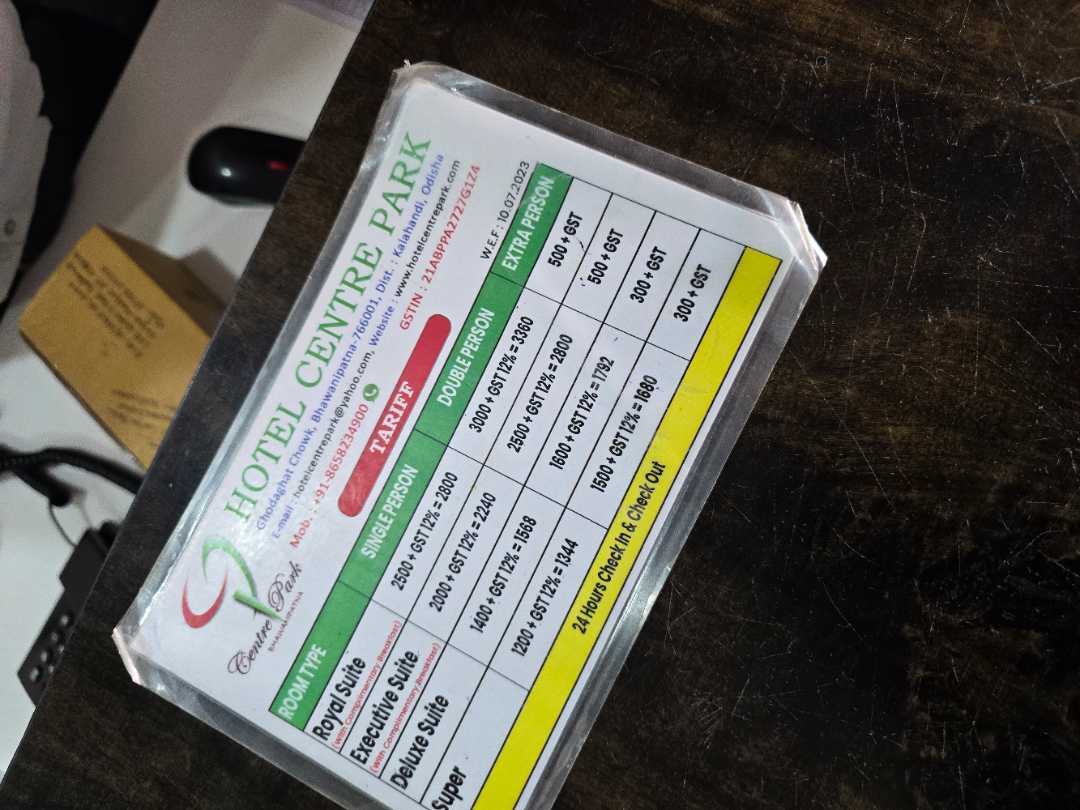 HOTEL CENTRE PARK
Ghodaghat Chowk, Bhawanipatna-766001, Dist. : Kalahandi, Odisha
E-mail : hotelcentrepark@yahoo.com, Website : www.hotelcentrepark.com
Mob. : +91-8658234900 GSTIN : 21ABPPA2727G1Z4
Centre Park
BHAWANIPATNA
TARIFF
W.E.F : 10.07.2023
ROOM TYPE SINGLE PERSON DOUBLE PERSON EXTRA PERSON
Royal Suite 2500 + GST 12% = 2800 3000 + GST 12% = 3360 500 + GST
(With Complimentary Breakfast)
Executive Suite 2000 + GST 12% = 2240 2500 + GST 12% = 2800 500 + GST
(With Complimentary Breakfast)
Deluxe Suite 1400 + GST 12% = 1568 1600 + GST 12% = 1792 300 + GST
Super 1200 + GST 12% = 1344 1500 + GST 12% = 1680 300 + GST
24 Hours Check In & Check Out